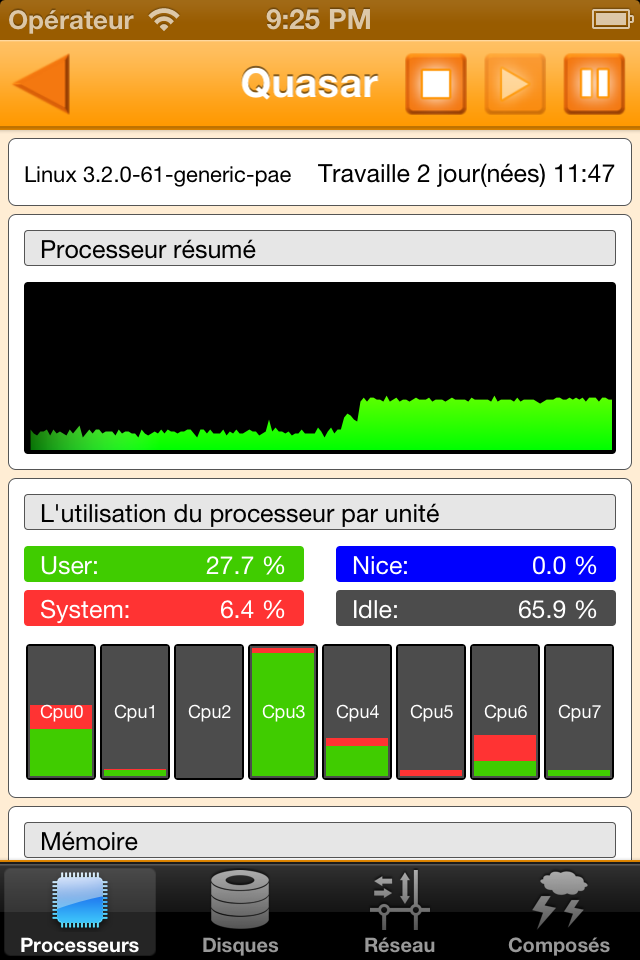 Opérateur 9:25 PM
Quasar
Linux 3.2.0-61-generic-pae Travaille 2 jour(nées) 11:47
Processeur résumé
L'utilisation du processeur par unité
User: 27.7 % Nice: 0.0 %
System: 6.4 % Idle: 65.9 %
Cpu0 Cpu1 Cpu2 Cpu3 Cpu4 Cpu5 Cpu6 Cpu7
Mémoire
Processeurs Disques Réseau Composés